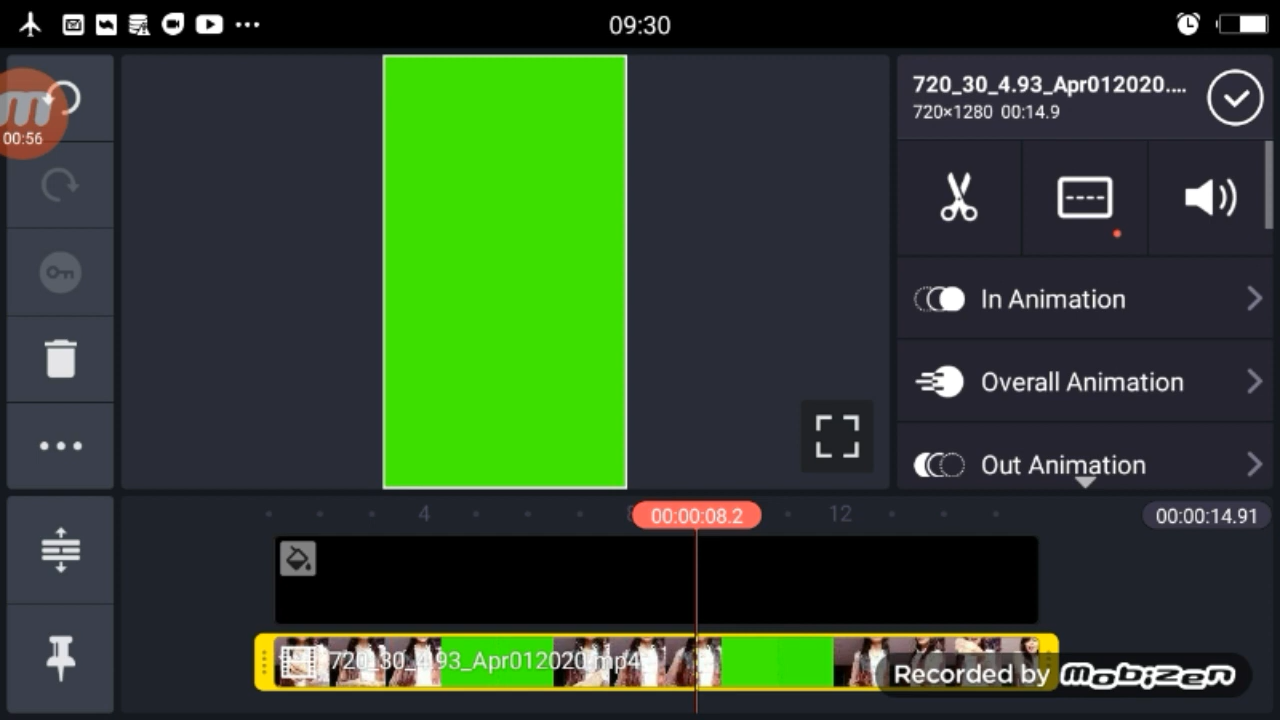 09:30
m
00:56
720_30_4.93_Apr012020....
720×1280 00:14.9
In Animation
Overall Animation
Out Animation
4
8
00:00:08.2
12
00:00:14.91
720_30_4.93_Apr012020.mp4
Recorded by mobizen